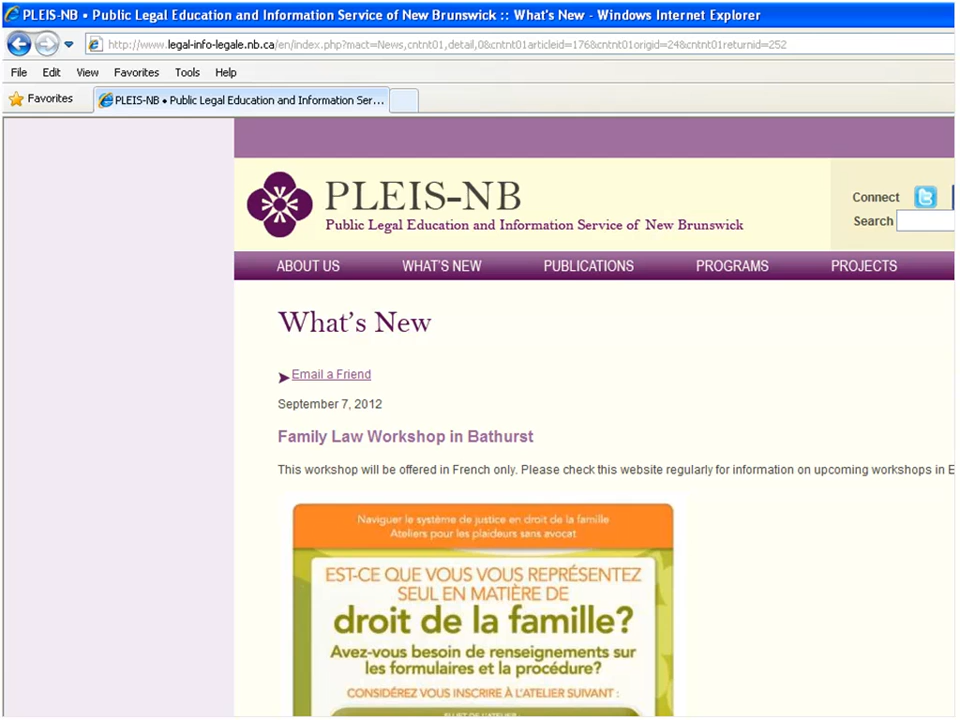 PLEIS-NB • Public Legal Education and Information Service of New Brunswick :: What's New - Windows Internet Explorer
http://www.legal-info-legale.nb.ca/en/index.php?mact=News,cntnt01,detail,0&cntnt01articleid=176&cntnt01origid=24&cntnt01returnid=252
File Edit View Favorites Tools Help
Favorites PLEIS-NB • Public Legal Education and Information Ser...
PLEIS-NB
Public Legal Education and Information Service of New Brunswick
Connect
Search
ABOUT US WHAT'S NEW PUBLICATIONS PROGRAMS PROJECTS
What's New
Email a Friend
September 7, 2012
Family Law Workshop in Bathurst
This workshop will be offered in French only. Please check this website regularly for information on upcoming workshops in E
Naviguer le système de justice en droit de la famille
Ateliers pour les plaideurs sans avocat
EST-CE QUE VOUS VOUS REPRÉSENTEZ
SEUL EN MATIÈRE DE
droit de la famille?
Avez-vous besoin de renseignements sur
les formulaires et la procédure?
CONSIDÉREZ VOUS INSCRIRE À L'ATELIER SUIVANT :